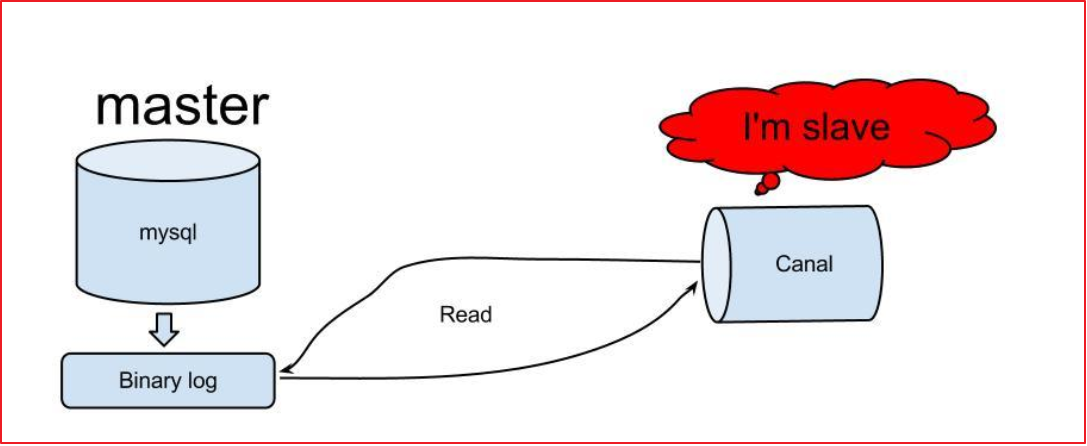 master
I'm slave
mysql
Canal
Read
Binary log